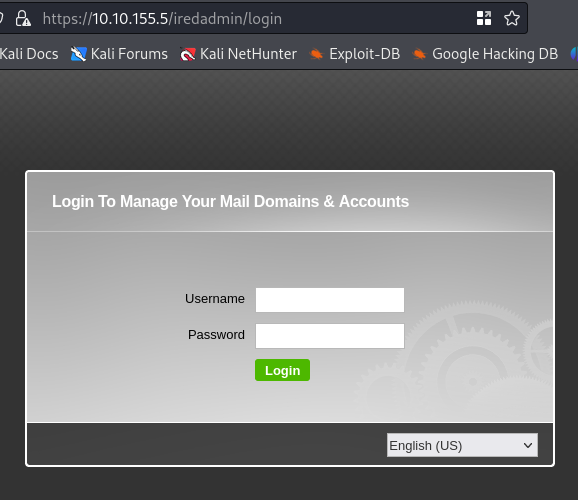 https://10.10.155.5/iredadmin/login
Kali Docs Kali Forums Kali NetHunter Exploit-DB Google Hacking DB
Login To Manage Your Mail Domains & Accounts
Username
Password
Login
English (US)